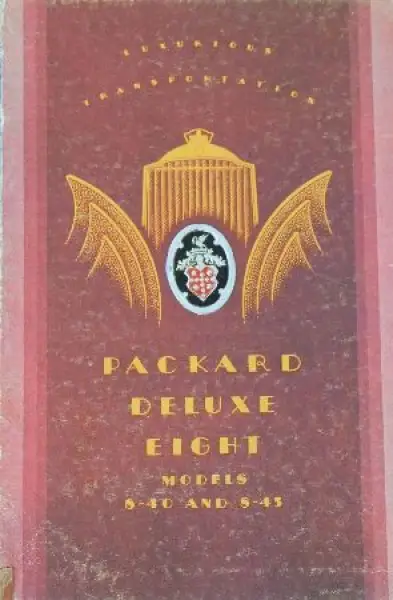 LUXURIOUS
TRANSPORTATION
PACKARD
DELUXE
EIGHT
MODELS
8-40 AND 8-45